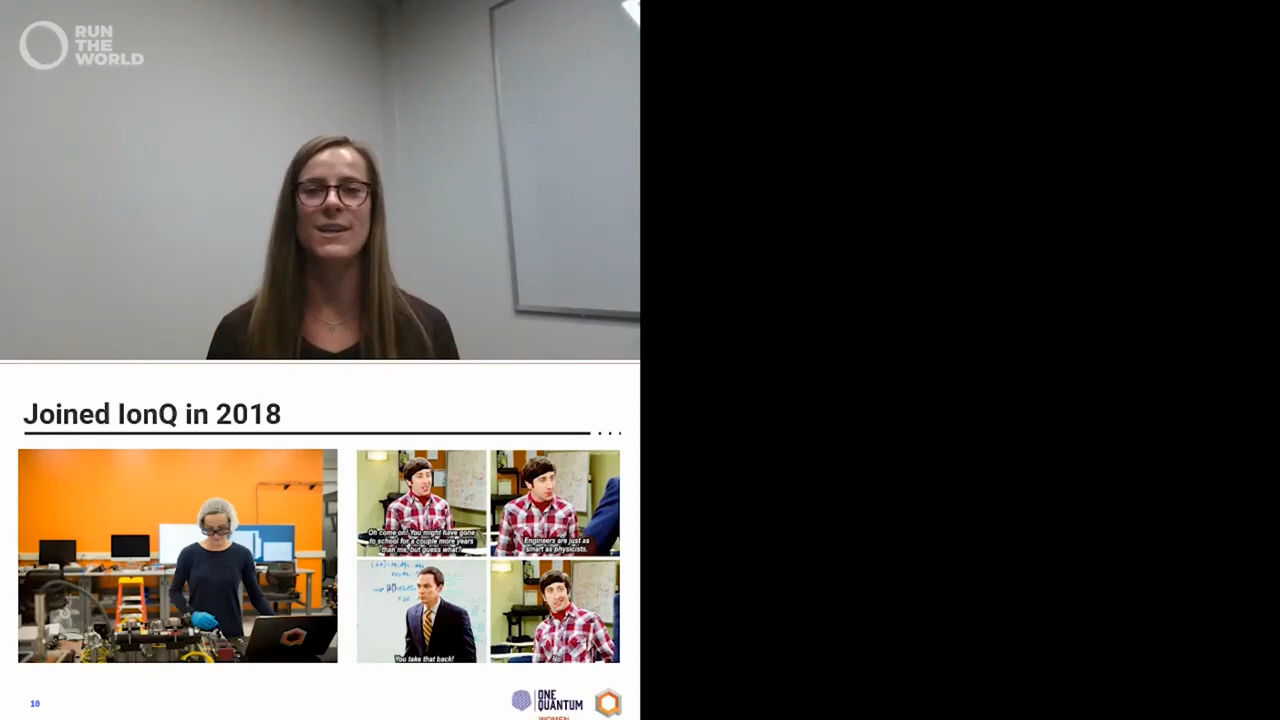 RUN
THE
WORLD
Joined IonQ in 2018
Oh come on! You might have gone
to school for a couple more years
than me, but guess what?
Engineers are just as
smart as physicists.
You take that back!
No.
10
ONE
QUANTUM
WOMEN